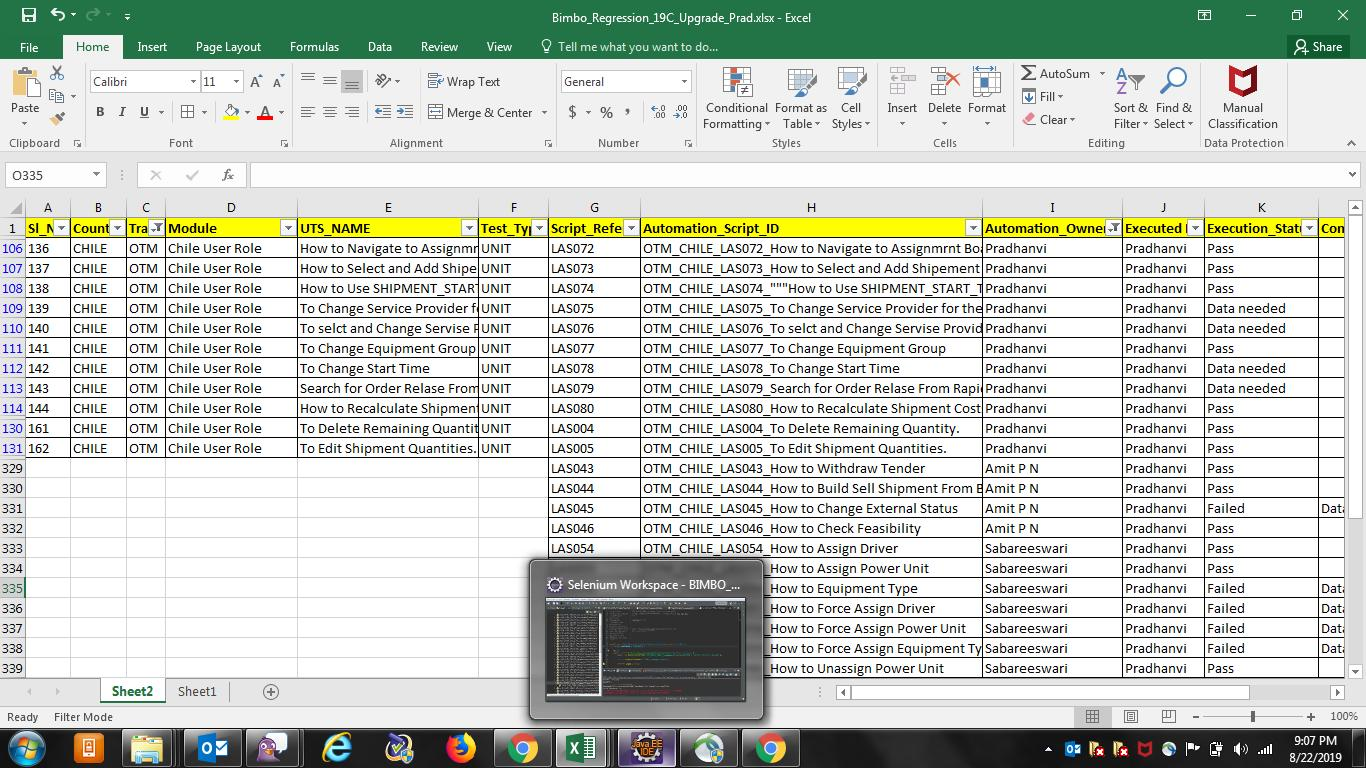 Bimbo_Regression_19C_Upgrade_Prad.xlsx - Excel
File Home Insert Page Layout Formulas Data Review View Tell me what you want to do... Share
Paste Calibri 11 Wrap Text General AutoSum
B I U Merge & Center $ % , Fill
Conditional Formatting Format as Table Cell Styles Insert Delete Format Clear Sort & Filter Find & Select Manual Classification
Clipboard Font Alignment Number Styles Cells Editing Data Protection
O335 fx
A B C D E F G H I J K
1 Sl_N Count Tra Module UTS_NAME Test_Typ Script_Refe Automation_Script_ID Automation_Owne Executed Execution_Statu Con
106 136 CHILE OTM Chile User Role How to Navigate to Assignmr UNIT LAS072 OTM_CHILE_LAS072_How to Navigate to Assignmrnt Boa Pradhanvi Pradhanvi Pass
107 137 CHILE OTM Chile User Role How to Select and Add Shipe UNIT LAS073 OTM_CHILE_LAS073_How to Select and Add Shipement Pradhanvi Pradhanvi Pass
108 138 CHILE OTM Chile User Role How to Use SHIPMENT_START UNIT LAS074 OTM_CHILE_LAS074_"""How to Use SHIPMENT_START_T Pradhanvi Pradhanvi Pass
109 139 CHILE OTM Chile User Role To Change Service Provider f UNIT LAS075 OTM_CHILE_LAS075_To Change Service Provider for the Pradhanvi Pradhanvi Data needed
110 140 CHILE OTM Chile User Role To selct and Change Servise P UNIT LAS076 OTM_CHILE_LAS076_To selct and Change Servise Provid Pradhanvi Pradhanvi Data needed
111 141 CHILE OTM Chile User Role To Change Equipment Group UNIT LAS077 OTM_CHILE_LAS077_To Change Equipment Group Pradhanvi Pradhanvi Pass
112 142 CHILE OTM Chile User Role To Change Start Time UNIT LAS078 OTM_CHILE_LAS078_To Change Start Time Pradhanvi Pradhanvi Data needed
113 143 CHILE OTM Chile User Role Search for Order Relase From UNIT LAS079 OTM_CHILE_LAS079_Search for Order Relase From Rapi Pradhanvi Pradhanvi Data needed
114 144 CHILE OTM Chile User Role How to Recalculate Shipment UNIT LAS080 OTM_CHILE_LAS080_How to Recalculate Shipment Cost Pradhanvi Pradhanvi Pass
130 161 CHILE OTM Chile User Role To Delete Remaining Quantit UNIT LAS004 OTM_CHILE_LAS004_To Delete Remaining Quantity. Pradhanvi Pradhanvi Pass
131 162 CHILE OTM Chile User Role To Edit Shipment Quantities. UNIT LAS005 OTM_CHILE_LAS005_To Edit Shipment Quantities. Pradhanvi Pradhanvi Pass
329 LAS043 OTM_CHILE_LAS043_How to Withdraw Tender Amit P N Pradhanvi Pass
330 LAS044 OTM_CHILE_LAS044_How to Build Sell Shipment From B Amit P N Pradhanvi Pass
331 LAS045 OTM_CHILE_LAS045_How to Change External Status Amit P N Pradhanvi Failed Data
332 LAS046 OTM_CHILE_LAS046_How to Check Feasibility Amit P N Pradhanvi Pass
333 LAS054 OTM_CHILE_LAS054_How to Assign Driver Sabareeswari Pradhanvi Pass
334 How to Assign Power Unit Sabareeswari Pradhanvi Pass
335 How to Equipment Type Sabareeswari Pradhanvi Failed Data
336 How to Force Assign Driver Sabareeswari Pradhanvi Failed Data
337 How to Force Assign Power Unit Sabareeswari Pradhanvi Failed Data
338 How to Force Assign Equipment Ty Sabareeswari Pradhanvi Failed Data
339 How to Unassign Power Unit Sabareeswari Pradhanvi Pass
Selenium Workspace - BIMBO_...
Sheet2 Sheet1
Ready Filter Mode 100%
Java EE IDE
9:07 PM
8/22/2019